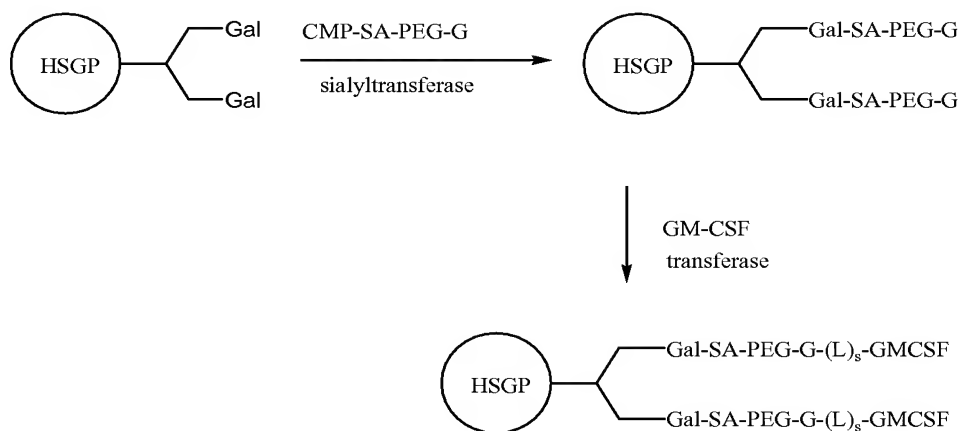 Gal
CMP-SA-PEG-G
Gal-SA-PEG-G
HSGP
HSGP
sialyltransferase
Gal
Gal-SA-PEG-G
GM-CSF
transferase
Gal-SA-PEG-G-(L)s-GMCSF
HSGP
Gal-SA-PEG-G-(L)s-GMCSF